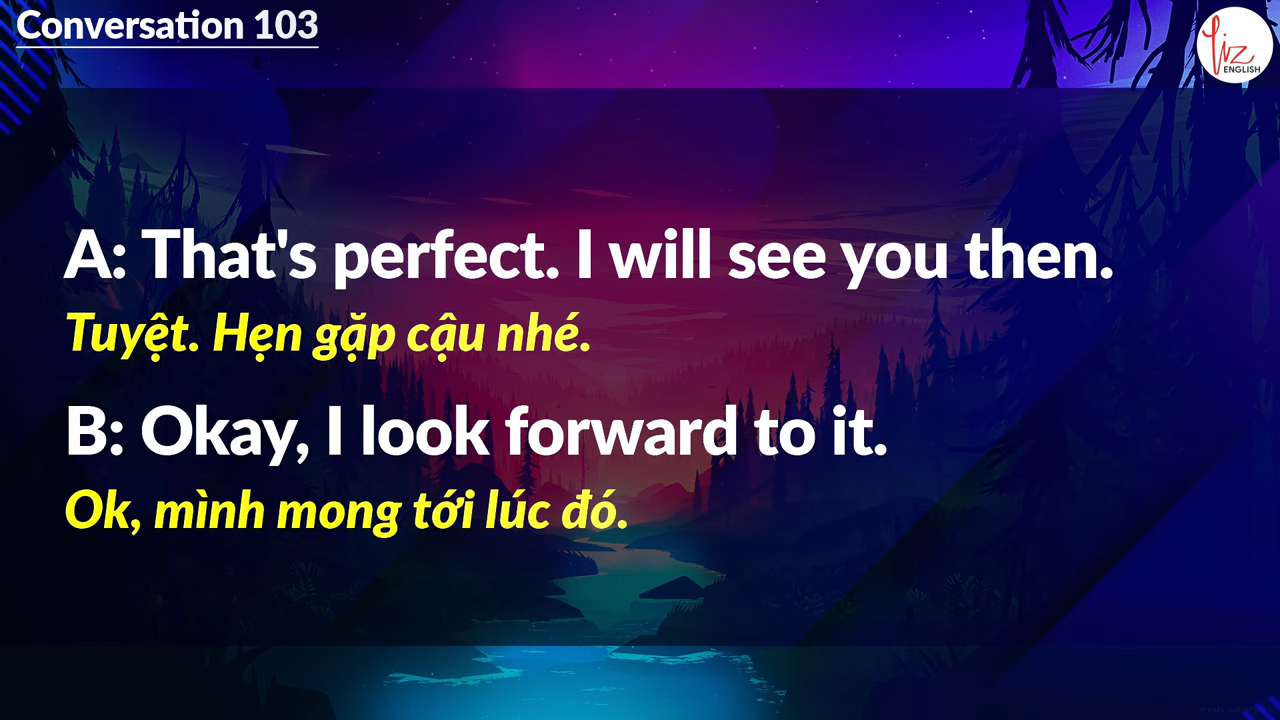 Conversation 103
Liz
ENGLISH
A: That's perfect. I will see you then.
Tuyệt. Hẹn gặp cậu nhé.
B: Okay, I look forward to it.
Ok, mình mong tới lúc đó.